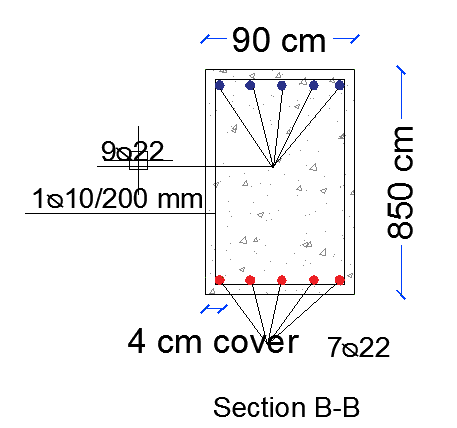 90 cm
850 cm
9⌀22
1⌀10/200 mm
4 cm cover
7⌀22
Section B-B